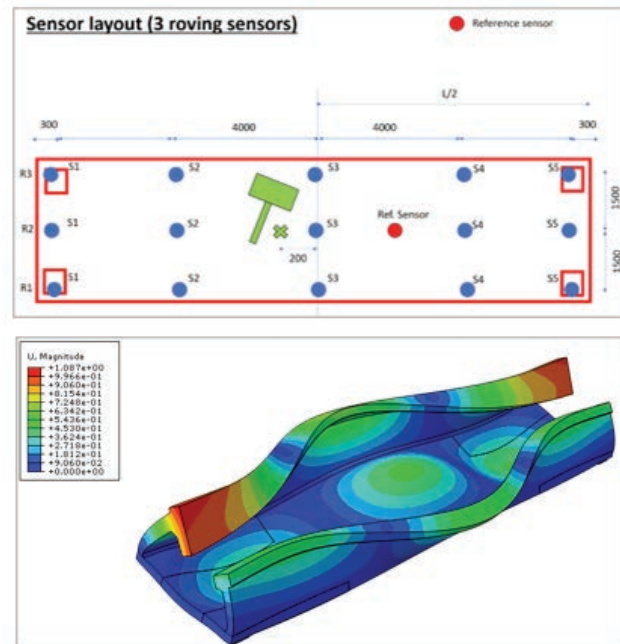 Sensor layout (3 roving sensors)
Reference sensor
L/2
300 4000 4000 300
R3 S1 S2 S3 S4 S5
Ref. Sensor
R2 S1 S2 S3 S4 S5
200
1500
1500
R1 S1 S2 S3 S4 S5
U, Magnitude
+1.087e+00
+9.966e-01
+9.060e-01
+8.154e-01
+7.248e-01
+6.342e-01
+5.436e-01
+4.530e-01
+3.624e-01
+2.718e-01
+1.812e-01
+9.060e-02
+0.000e+00